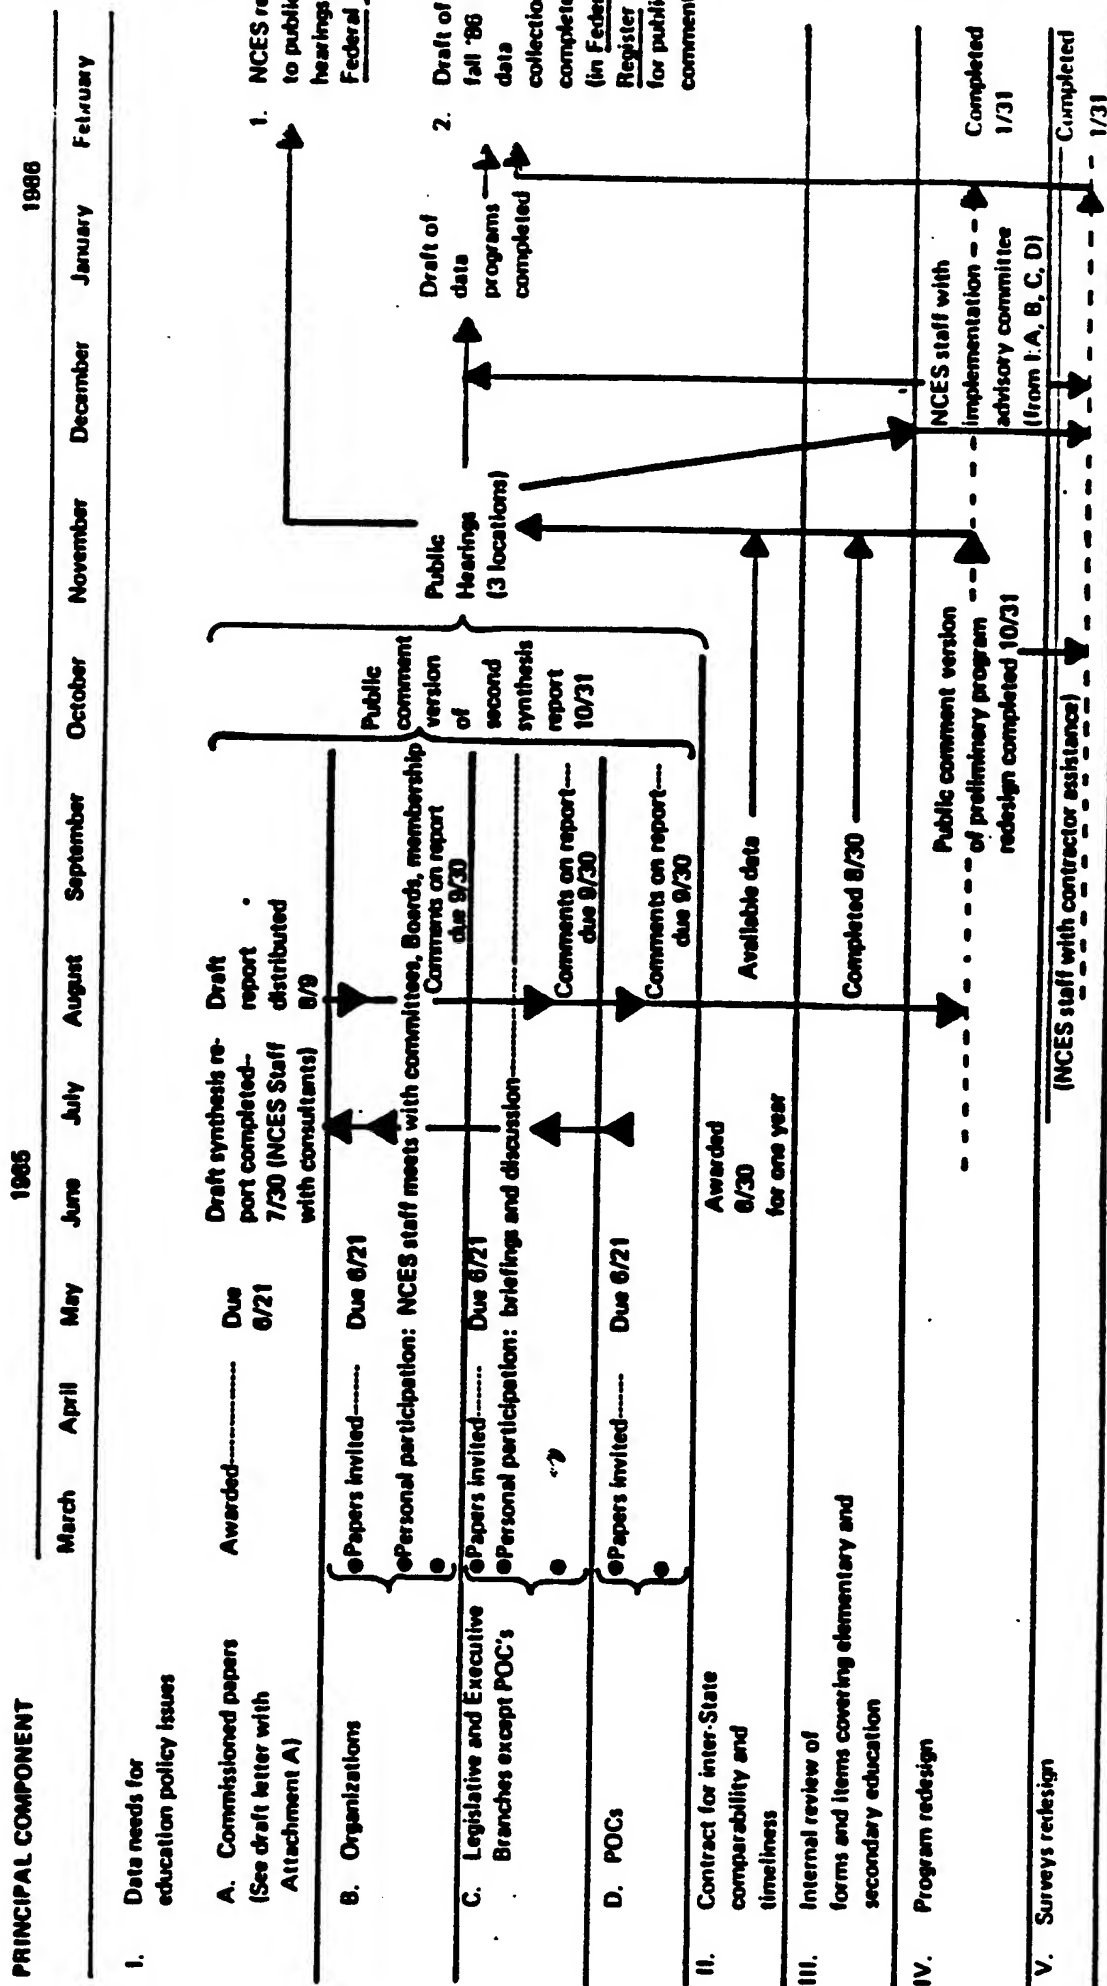 PRINCIPAL COMPONENT
1985
1986
March April May June July August September October November December January February
I. Data needs for
education policy issues
A. Commissioned papers
(See draft letter with
Attachment A)
Awarded-------------
Due
6/21
Draft synthesis re-
port completed--
7/30 (NCES Staff
with consultants)
Draft
report
distributed
8/9
B. Organizations
●Papers invited------- Due 6/21
●Personal participation: NCES staff meets with committees, Boards, membership
●
Comments on report
due 9/30
C. Legislative and Executive
Branches except POC's
●Papers invited------- Due 6/21
●Personal participation: briefings and discussion
●
Comments on report----
due 9/30
D. POCs
●Papers invited------ Due 6/21
●
Comments on report----
due 9/30
Public
comment
version
of
second
synthesis
report
10/31
Public
Hearings
(3 locations)
Draft of
data
programs
completed
1. NCES re
to public
hearings
Federal
2. Draft of
fall '86
data
collection
complete
(in Feder
Register
for publi
comment
II. Contract for inter-State
comparability and
timeliness
Awarded
6/30
for one year
Available data
III. Internal review of
forms and items covering elementary and
secondary education
Completed 8/30
IV. Program redesign
Public comment version
of preliminary program
redesign completed 10/31
NCES staff with
implementation
advisory committee
(from I:A, B, C, D)
Completed
1/31
V. Surveys redesign
(NCES staff with contractor assistance)
Completed
1/31